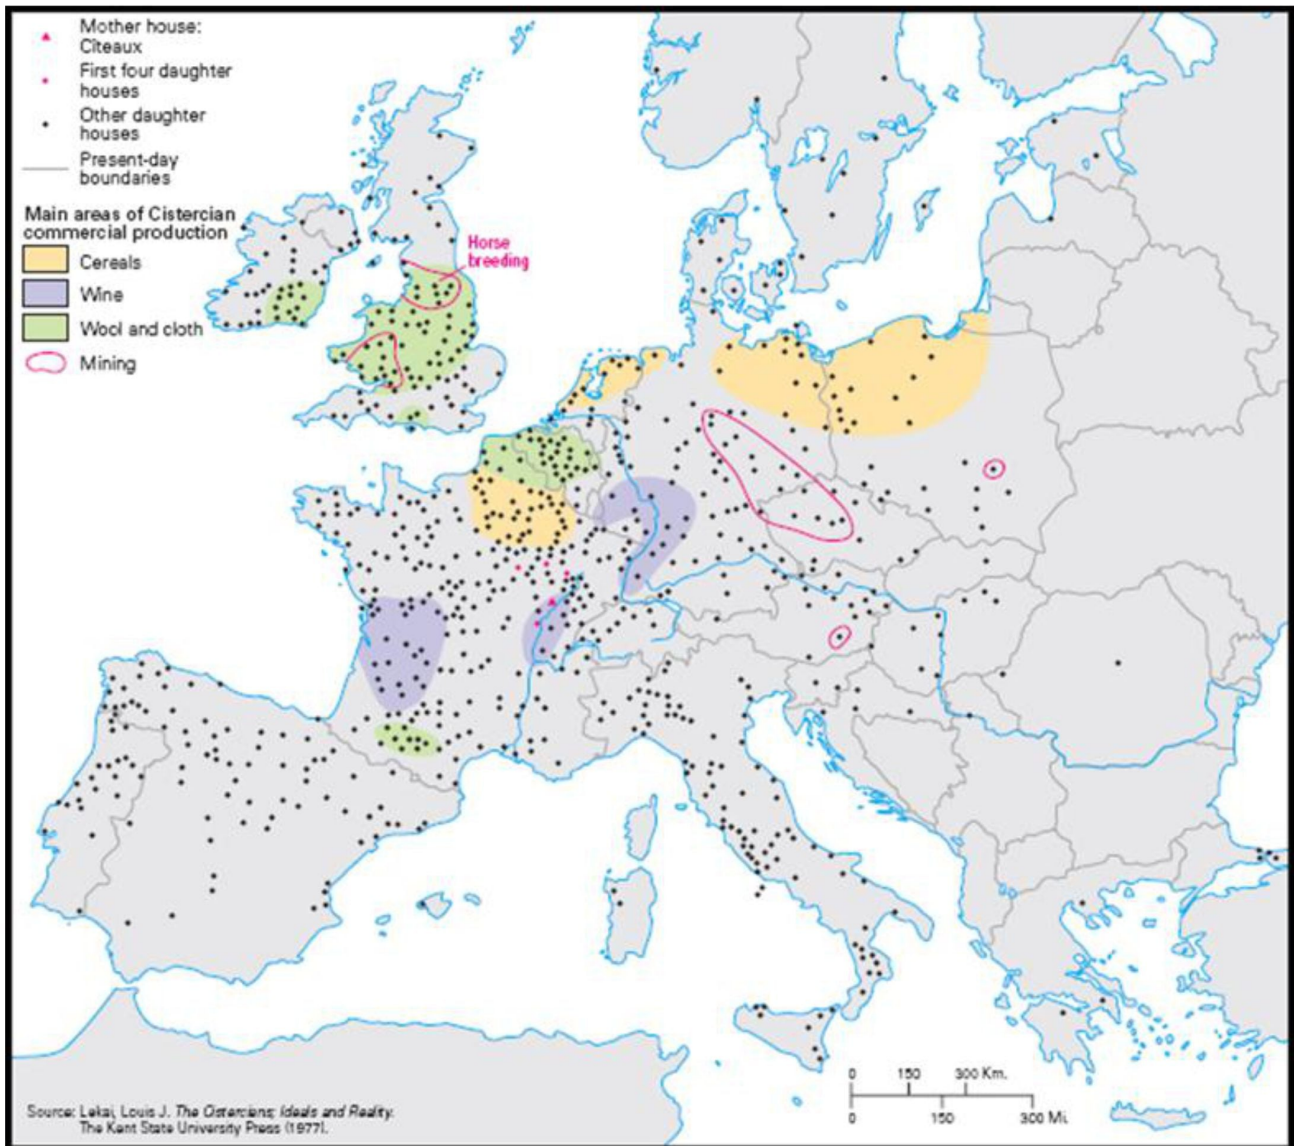 Mother house:
Cîteaux
First four daughter
houses
Other daughter
houses
Present-day
boundaries
Main areas of Cistercian
commercial production
Cereals
Wine
Wool and cloth
Mining
Horse
breeding
0 150 300 Km.
0 150 300 Mi.
Source: Lekai, Louis J. The Cistercians; Ideals and Reality.
The Kent State University Press (1977).